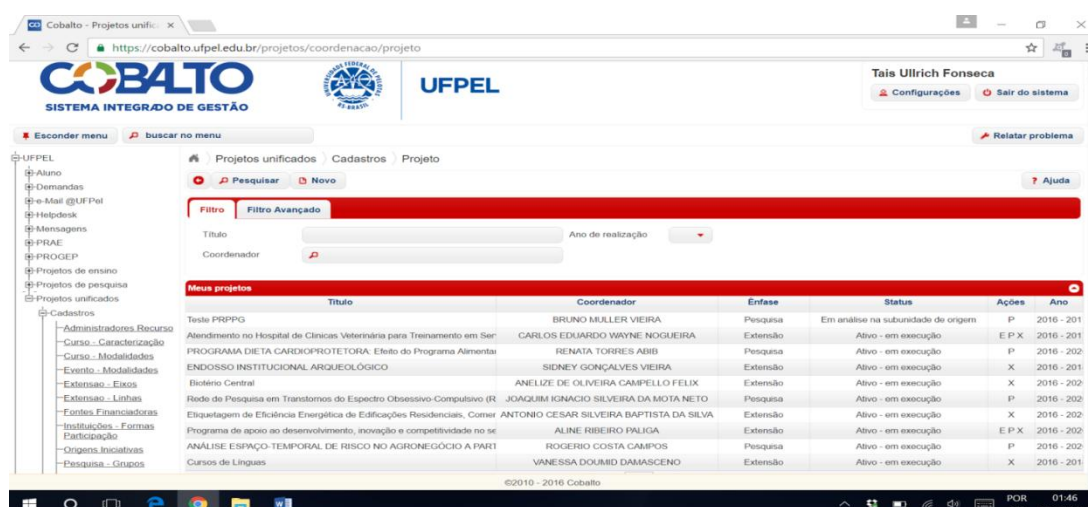 Cobalto - Projetos unific
https://cobalto.ufpel.edu.br/projetos/coordenacao/projeto
COBALTO
SISTEMA INTEGRADO DE GESTÃO
UFPEL
Tais Ullrich Fonseca
Configurações Sair do sistema
Esconder menu buscar no menu Relatar problema
UFPEL
Aluno
Demandas
e-Mail @UFPel
Helpdesk
Mensagens
PRAE
PROGEP
Projetos de ensino
Projetos de pesquisa
Projetos unificados
Cadastros
Administradores Recurso
Curso - Caracterização
Curso - Modalidades
Evento - Modalidades
Extensao - Eixos
Extensao - Linhas
Fontes Financiadoras
Instituições - Formas
Participação
Origens Iniciativas
Pesquisa - Grupos
Projetos unificados Cadastros Projeto
Pesquisar Novo ? Ajuda
Filtro Filtro Avançado
Título Ano de realização
Coordenador
Meus projetos
Título Coordenador Ênfase Status Ações Ano
Teste PRPPG BRUNO MULLER VIEIRA Pesquisa Em análise na subunidade de origem P 2016 - 201
Atendimento no Hospital de Clinicas Veterinária para Treinamento em Ser CARLOS EDUARDO WAYNE NOGUEIRA Extensão Ativo - em execução E P X 2016 - 201
PROGRAMA DIETA CARDIOPROTETORA: Efeito do Programa Alimentar RENATA TORRES ABIB Pesquisa Ativo - em execução P 2016 - 202
ENDOSSO INSTITUCIONAL ARQUEOLÓGICO SIDNEY GONÇALVES VIEIRA Extensão Ativo - em execução X 2016 - 201
Biotério Central ANELIZE DE OLIVEIRA CAMPELLO FELIX Extensão Ativo - em execução X 2016 - 202
Rede de Pesquisa em Transtornos do Espectro Obsessivo-Compulsivo (R JOAQUIM IGNACIO SILVEIRA DA MOTA NETO Pesquisa Ativo - em execução P 2016 - 202
Etiquetagem de Eficiência Energética de Edificações Residenciais, Comer ANTONIO CESAR SILVEIRA BAPTISTA DA SILVA Extensão Ativo - em execução X 2016 - 202
Programa de apoio ao desenvolvimento, inovação e competitividade no se ALINE RIBEIRO PALIGA Extensão Ativo - em execução E P X 2016 - 202
ANÁLISE ESPAÇO-TEMPORAL DE RISCO NO AGRONEGÓCIO A PART ROGERIO COSTA CAMPOS Pesquisa Ativo - em execução P 2016 - 202
Cursos de Línguas VANESSA DOUMID DAMASCENO Extensão Ativo - em execução X 2016 - 201
©2010 - 2016 Cobalto
POR 01:46